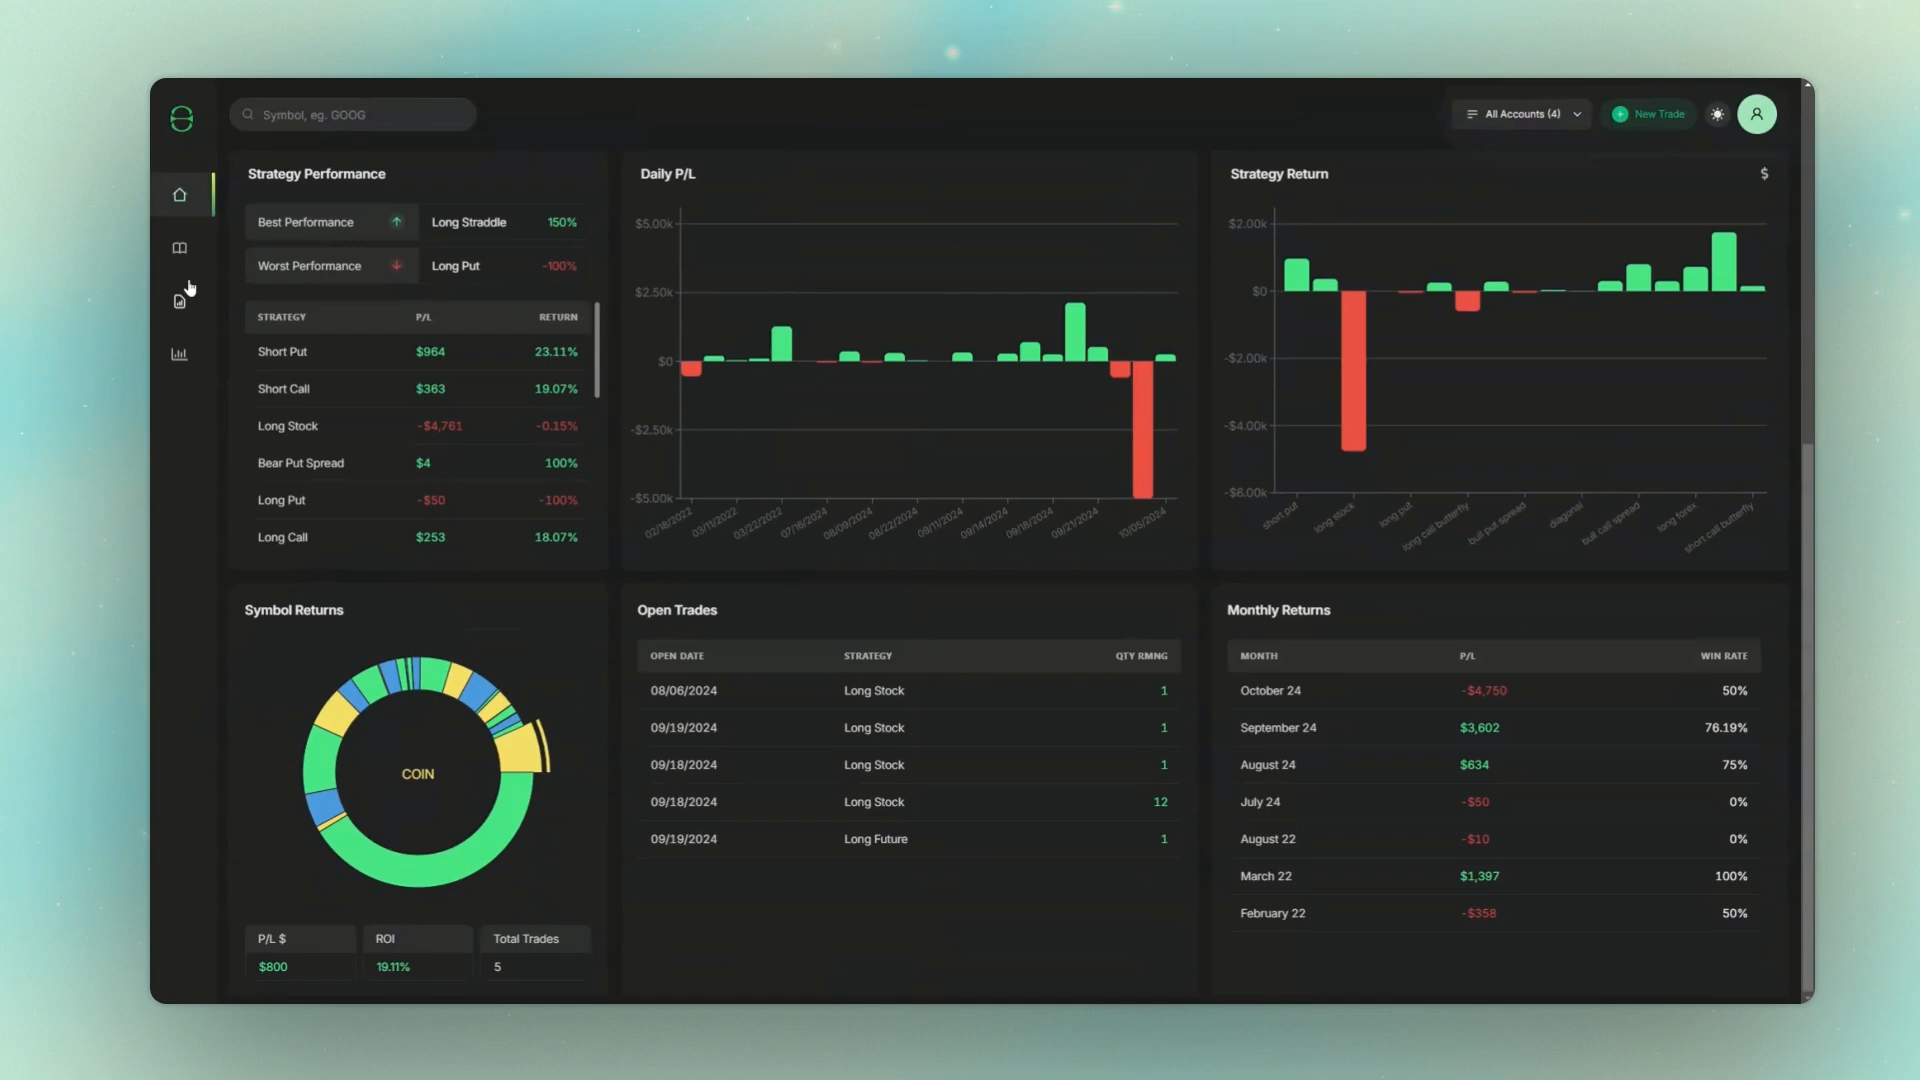 Symbol, eg. GOOG
All Accounts (4)
New Trade
Strategy Performance
Best Performance Long Straddle 150%
Worst Performance Long Put -100%
STRATEGY P/L RETURN
Short Put $964 23.11%
Short Call $363 19.07%
Long Stock -$4,761 -0.15%
Bear Put Spread $4 100%
Long Put -$50 -100%
Long Call $253 18.07%
Daily P/L
$5.00k
$2.50k
$0
-$2.50k
-$5.00k
02/18/2022 03/11/2022 03/22/2022 07/16/2024 08/09/2024 08/22/2024 09/11/2024 09/14/2024 09/18/2024 09/21/2024 10/05/2024
Strategy Return
$
$2.00k
$0
-$2.00k
-$4.00k
-$6.00k
short put long stock long put long call butterfly bull put spread diagonal bull call spread long forex short call butterfly
Symbol Returns
COIN
P/L $ ROI Total Trades
$800 19.11% 5
Open Trades
OPEN DATE STRATEGY QTY RMNG
08/06/2024 Long Stock 1
09/19/2024 Long Stock 1
09/18/2024 Long Stock 1
09/18/2024 Long Stock 12
09/19/2024 Long Future 1
Monthly Returns
MONTH P/L WIN RATE
October 24 -$4,750 50%
September 24 $3,602 76.19%
August 24 $634 75%
July 24 -$50 0%
August 22 -$10 0%
March 22 $1,397 100%
February 22 -$358 50%